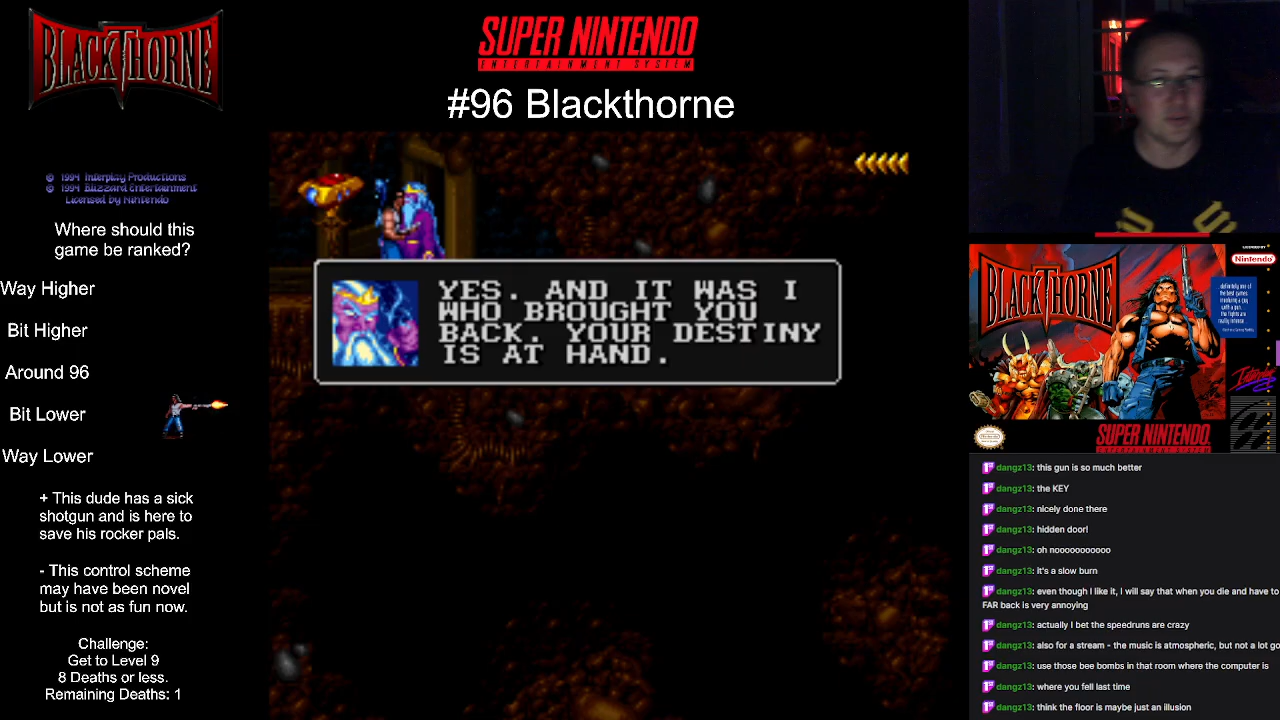 BLACKTHORNE
SUPER NINTENDO
ENTERTAINMENT SYSTEM
#96 Blackthorne
© 1994 Interplay Productions
© 1994 Blizzard Entertainment
Licensed by Nintendo
Where should this
game be ranked?
Way Higher
Bit Higher
Around 96
Bit Lower
Way Lower
+ This dude has a sick
shotgun and is here to
save his rocker pals.
- This control scheme
may have been novel
but is not as fun now.
Challenge:
Get to Level 9
8 Deaths or less.
Remaining Deaths: 1
YES. AND IT WAS I
WHO BROUGHT YOU
BACK. YOUR DESTINY
IS AT HAND.
BLACKTHORNE
Nintendo
Interplay
SUPER NINTENDO
ENTERTAINMENT SYSTEM
dangz13: this gun is so much better
dangz13: the KEY
dangz13: nicely done there
dangz13: hidden door!
dangz13: oh nooooooooooo
dangz13: it's a slow burn
dangz13: even though I like it, I will say that when you die and have to
FAR back is very annoying
dangz13: actually I bet the speedruns are crazy
dangz13: also for a stream - the music is atmospheric, but not a lot go
dangz13: use those bee bombs in that room where the computer is
dangz13: where you fell last time
dangz13: think the floor is maybe just an illusion